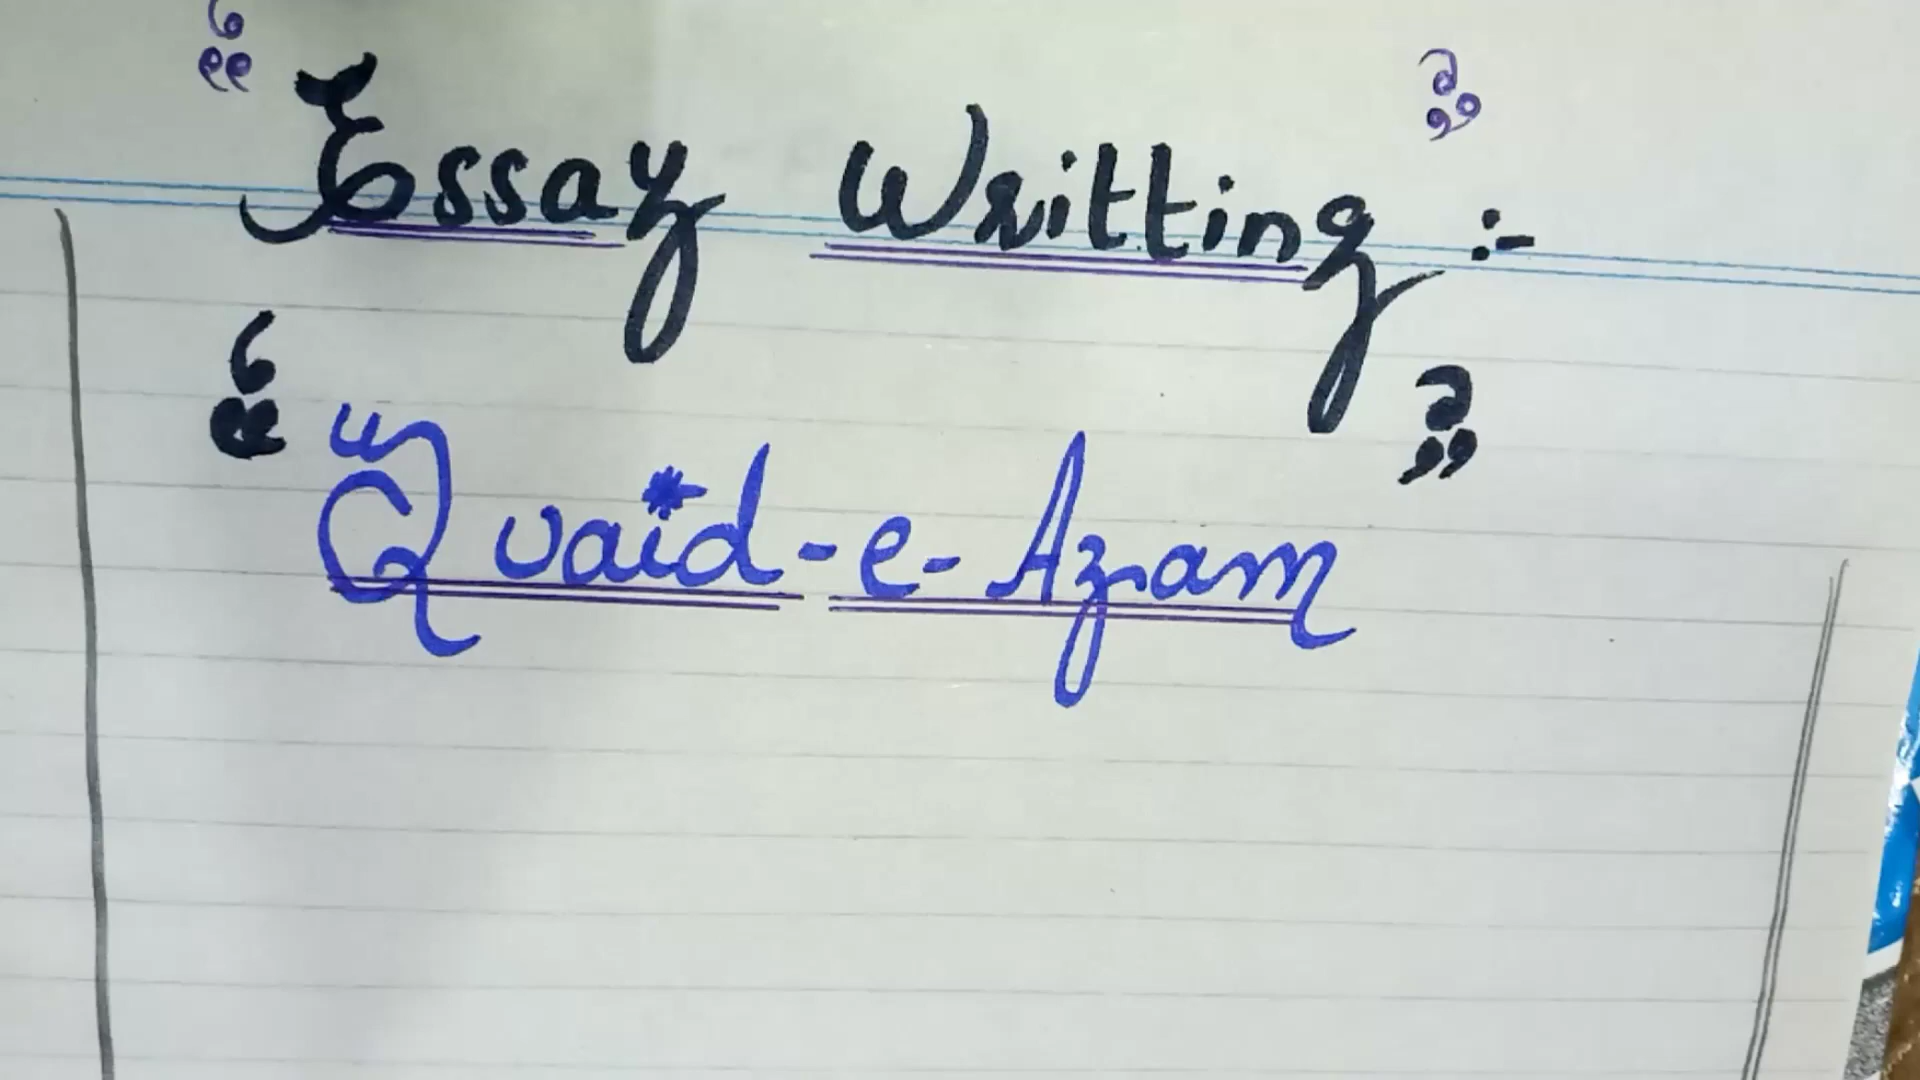 Essay Writting :-
" Quaid-e-Azam "